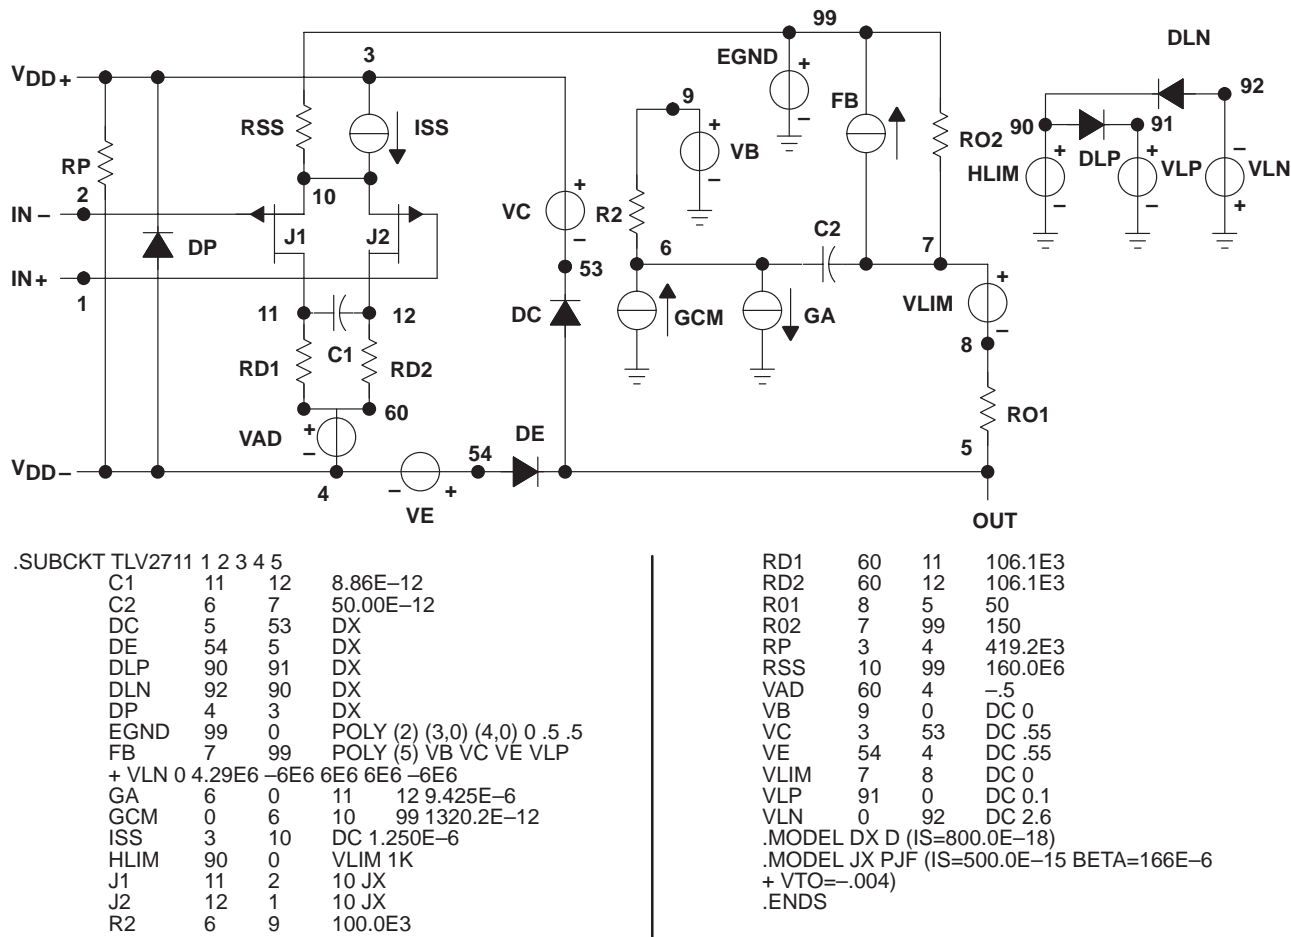 99
DLN
3
VDD+
EGND
+
92
9
FB
RSS
ISS
+
90
91
RO2
RP
VB
DLP
+
+
–
2
10
–
HLIM
VLP
VLN
–
–
+
IN–
VC
+
R2
C2
J1
J2
DP
–
6
7
IN+
53
1
+
VLIM
11
12
DC
GCM
GA
–
C1
8
RD1
RD2
60
RO1
VAD
+
DE
–
54
5
VDD–
4
–
+
VE
OUT
.SUBCKT TLV2711 1 2 3 4 5
C1 11 12 8.86E–12
C2 6 7 50.00E–12
DC 5 53 DX
DE 54 5 DX
DLP 90 91 DX
DLN 92 90 DX
DP 4 3 DX
EGND 99 0 POLY (2) (3,0) (4,0) 0 .5 .5
FB 7 99 POLY (5) VB VC VE VLP
+ VLN 0 4.29E6 –6E6 6E6 6E6 –6E6
GA 6 0 11 12 9.425E–6
GCM 0 6 10 99 1320.2E–12
ISS 3 10 DC 1.250E–6
HLIM 90 0 VLIM 1K
J1 11 2 10 JX
J2 12 1 10 JX
R2 6 9 100.0E3
RD1 60 11 106.1E3
RD2 60 12 106.1E3
R01 8 5 50
R02 7 99 150
RP 3 4 419.2E3
RSS 10 99 160.0E6
VAD 60 4 –.5
VB 9 0 DC 0
VC 3 53 DC .55
VE 54 4 DC .55
VLIM 7 8 DC 0
VLP 91 0 DC 0.1
VLN 0 92 DC 2.6
.MODEL DX D (IS=800.0E–18)
.MODEL JX PJF (IS=500.0E–15 BETA=166E–6
+ VTO=–.004)
.ENDS